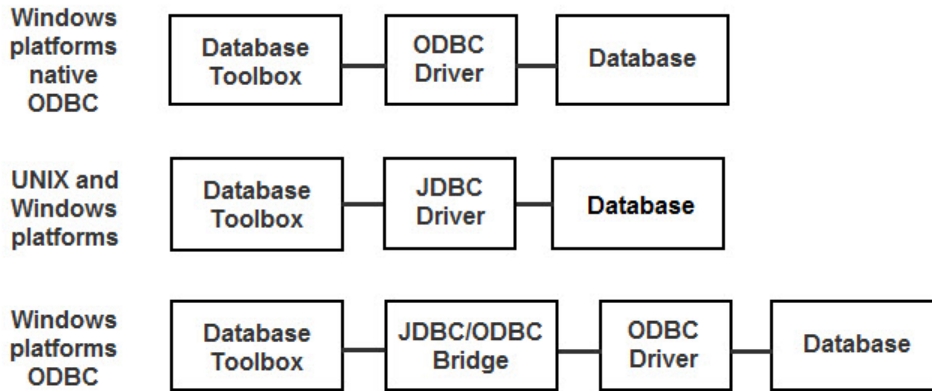 Windows
platforms
native
ODBC
Database
Toolbox
ODBC
Driver
Database
UNIX and
Windows
platforms
Database
Toolbox
JDBC
Driver
Database
Windows
platforms
ODBC
Database
Toolbox
JDBC/ODBC
Bridge
ODBC
Driver
Database